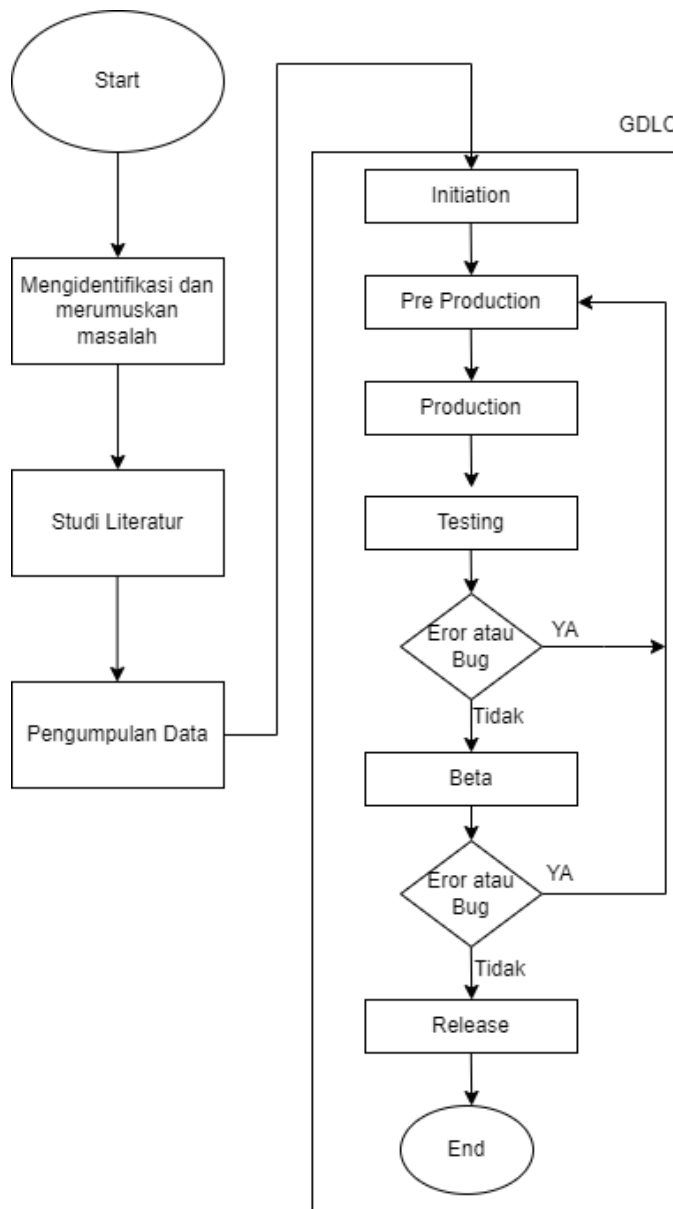 Start
Mengidentifikasi dan
merumuskan
masalah
Studi Literatur
Pengumpulan Data
GDLC
Initiation
Pre Production
Production
Testing
Eror atau
Bug
YA
Tidak
Beta
Eror atau
Bug
YA
Tidak
Release
End